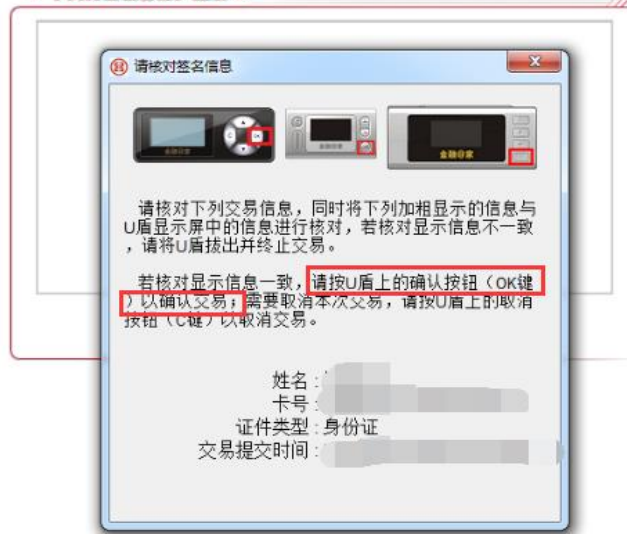 请核对签名信息
金融@家
金融@家
金融@家
请核对下列交易信息，同时将下列加粗显示的信息与
U盾显示屏中的信息进行核对，若核对显示信息不一致
，请将U盾拔出并终止交易。
若核对显示信息一致，请按U盾上的确认按钮（OK键
）以确认交易；需要取消本次交易，请按U盾上的取消
按钮（C键）以取消交易。
姓名：
卡号：
证件类型：身份证
交易提交时间：